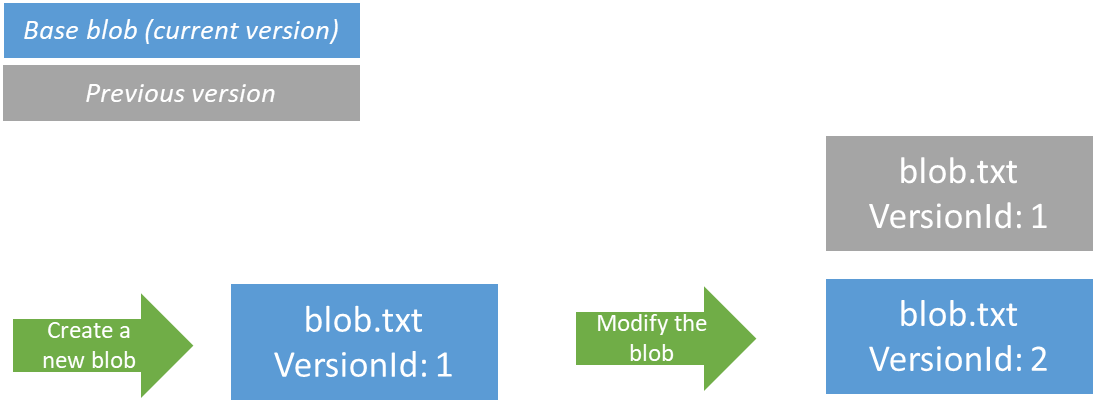 Base blob (current version)
Previous version
Create a
new blob
blob.txt
VersionId: 1
Modify the
blob
blob.txt
VersionId: 1
blob.txt
VersionId: 2